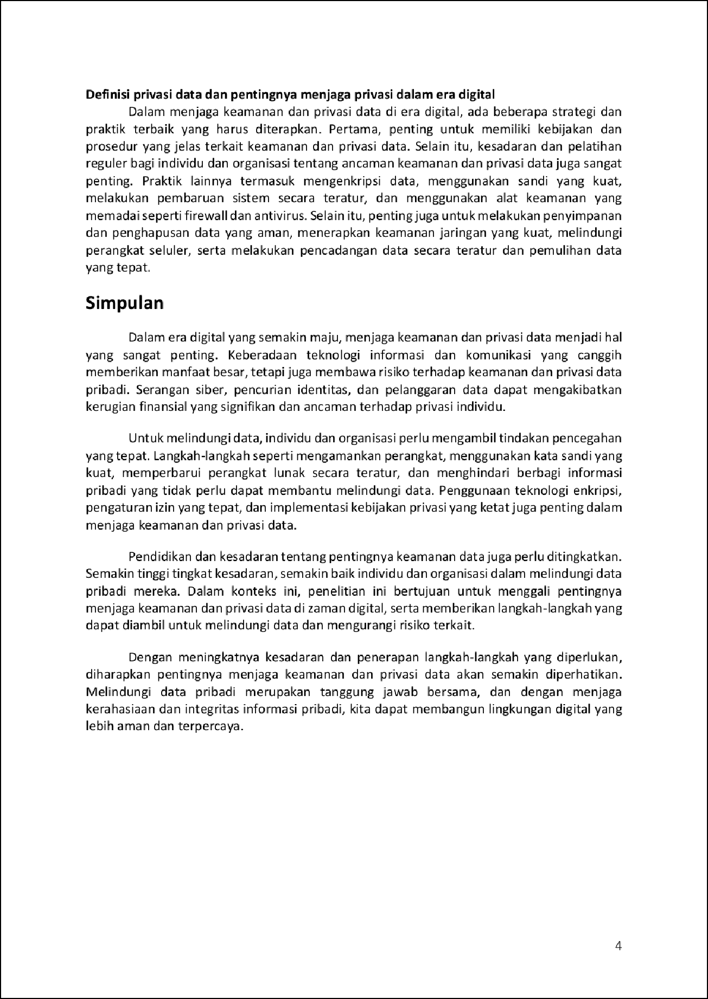 Definisi privasi data dan pentingnya menjaga privasi dalam era digital
Dalam menjaga keamanan dan privasi data di era digital, ada beberapa strategi dan
praktik terbaik yang harus diterapkan. Pertama, penting untuk memiliki kebijakan dan
prosedur yang jelas terkait keamanan dan privasi data. Selain itu, kesadaran dan pelatihan
reguler bagi individu dan organisasi tentang ancaman keamanan dan privasi data juga sangat
penting. Praktik lainnya termasuk mengenkripsi data, menggunakan sandi yang kuat,
melakukan pembaruan sistem secara teratur, dan menggunakan alat keamanan yang
memadai seperti firewall dan antivirus. Selain itu, penting juga untuk melakukan penyimpanan
dan penghapusan data yang aman, menerapkan keamanan jaringan yang kuat, melindungi
perangkat seluler, serta melakukan pencadangan data secara teratur dan pemulihan data
yang tepat.
Simpulan
Dalam era digital yang semakin maju, menjaga keamanan dan privasi data menjadi hal
yang sangat penting. Keberadaan teknologi informasi dan komunikasi yang canggih
memberikan manfaat besar, tetapi juga membawa risiko terhadap keamanan dan privasi data
pribadi. Serangan siber, pencurian identitas, dan pelanggaran data dapat mengakibatkan
kerugian finansial yang signifikan dan ancaman terhadap privasi individu.
Untuk melindungi data, individu dan organisasi perlu mengambil tindakan pencegahan
yang tepat. Langkah-langkah seperti mengamankan perangkat, menggunakan kata sandi yang
kuat, memperbarui perangkat lunak secara teratur, dan menghindari berbagi informasi
pribadi yang tidak perlu dapat membantu melindungi data. Penggunaan teknologi enkripsi,
pengaturan izin yang tepat, dan implementasi kebijakan privasi yang ketat juga penting dalam
menjaga keamanan dan privasi data.
Pendidikan dan kesadaran tentang pentingnya keamanan data juga perlu ditingkatkan.
Semakin tinggi tingkat kesadaran, semakin baik individu dan organisasi dalam melindungi data
pribadi mereka. Dalam konteks ini, penelitian ini bertujuan untuk menggali pentingnya
menjaga keamanan dan privasi data di zaman digital, serta memberikan langkah-langkah yang
dapat diambil untuk melindungi data dan mengurangi risiko terkait.
Dengan meningkatnya kesadaran dan penerapan langkah-langkah yang diperlukan,
diharapkan pentingnya menjaga keamanan dan privasi data akan semakin diperhatikan.
Melindungi data pribadi merupakan tanggung jawab bersama, dan dengan menjaga
kerahasiaan dan integritas informasi pribadi, kita dapat membangun lingkungan digital yang
lebih aman dan terpercaya.
4